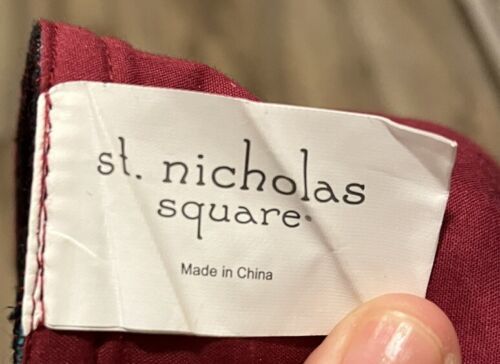 st. nicholas
square
Made in China